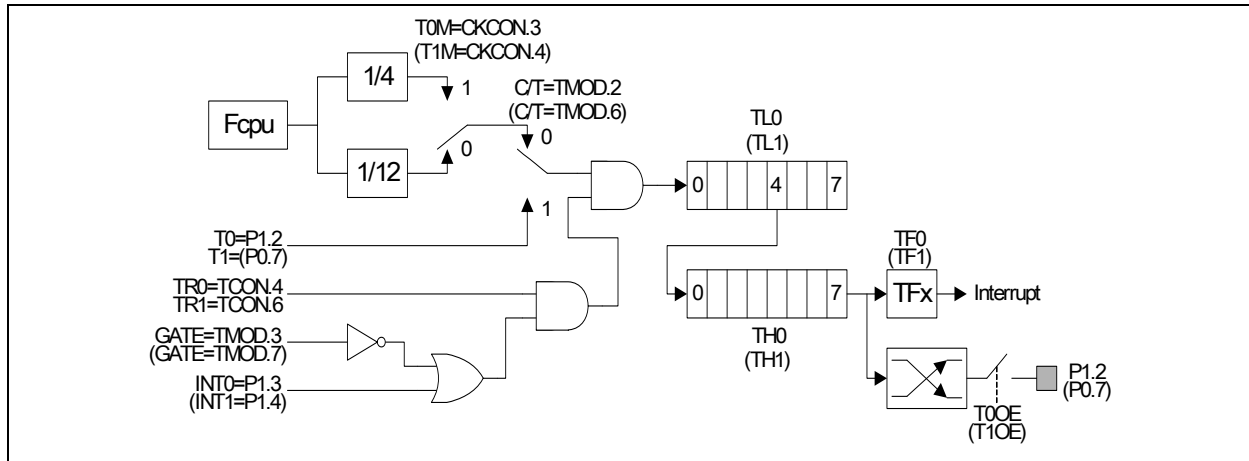 T0M=CKCON.3
(T1M=CKCON.4)
1/4
1
C/T=TMOD.2
(C/T=TMOD.6)
Fcpu
0
0
1/12
TL0
(TL1)
0 4 7
1
T0=P1.2
T1=(P0.7)
TR0=TCON.4
TR1=TCON.6
0 7
TH0
(TH1)
TF0
(TF1)
TFx
Interrupt
GATE=TMOD.3
(GATE=TMOD.7)
INT0=P1.3
(INT1=P1.4)
P1.2
(P0.7)
T0OE
(T1OE)